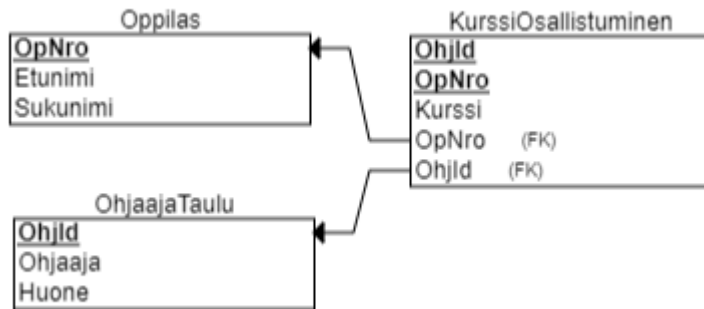 Oppilas
OpNro
Etunimi
Sukunimi
KurssiOsallistuminen
OhjId
OpNro
Kurssi
OpNro (FK)
OhjId (FK)
OhjaajaTaulu
OhjId
Ohjaaja
Huone